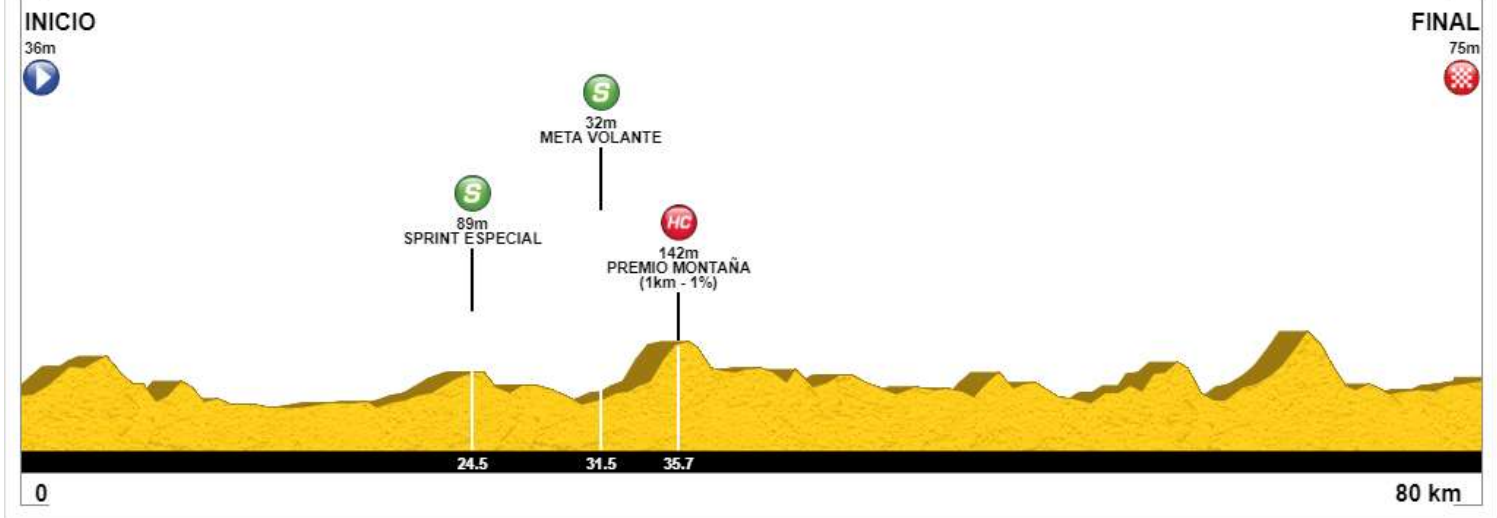 INICIO
36m
FINAL
75m
S
32m
META VOLANTE
S
89m
SPRINT ESPECIAL
HC
142m
PREMIO MONTAÑA
(1km - 1%)
24.5
31.5
35.7
0
80 km